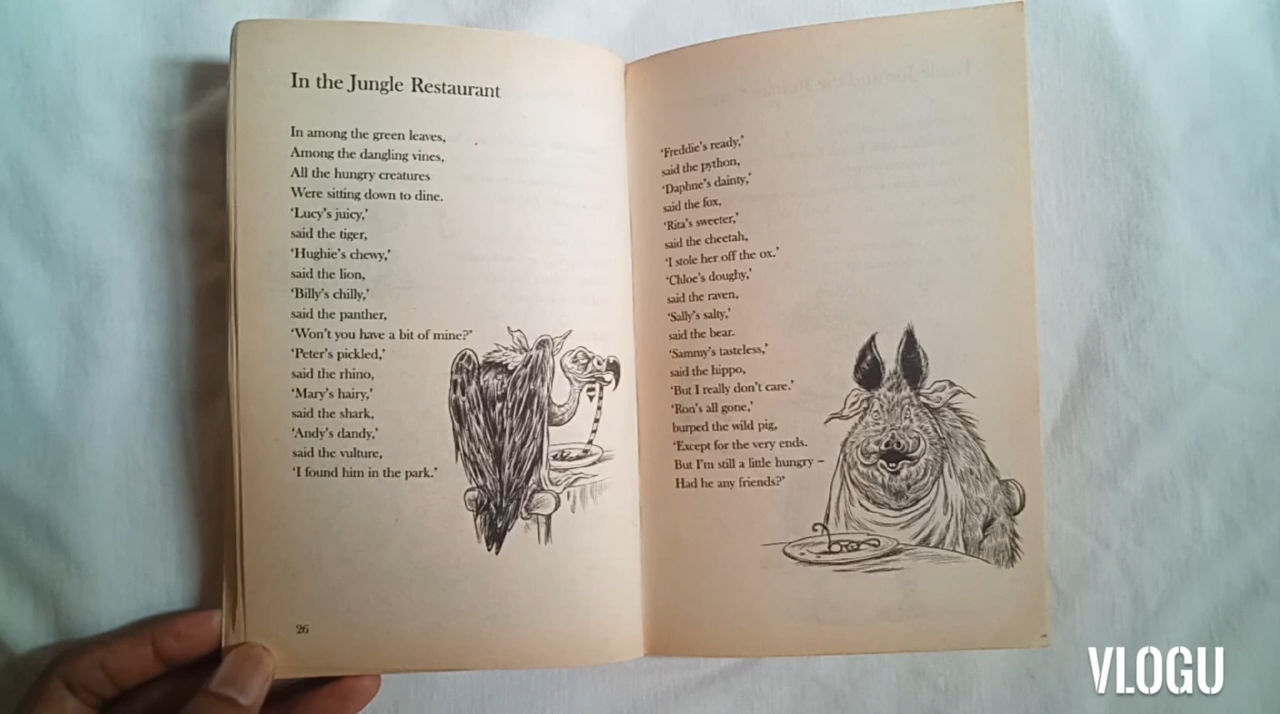 In the Jungle Restaurant
In among the green leaves,
Among the dangling vines,
All the hungry creatures
Were sitting down to dine.
‘Lucy’s juicy,’
said the tiger,
‘Hughie’s chewy,’
said the lion,
‘Billy’s chilly,’
said the panther,
‘Won’t you have a bit of mine?’
‘Peter’s pickled,’
said the rhino,
‘Mary’s hairy,’
said the shark,
‘Andy’s dandy,’
said the vulture,
‘I found him in the park.’
26
‘Freddie’s ready,’
said the python,
‘Daphne’s dainty,’
said the fox,
‘Rita’s sweeter,’
said the cheetah,
‘I stole her off the ox.’
‘Chloe’s doughy,’
said the raven,
‘Sally’s salty,’
said the bear.
‘Sammy’s tasteless,’
said the hippo,
‘But I really don’t care.’
‘Ron’s all gone,’
burped the wild pig,
‘Except for the very ends.
But I’m still a little hungry –
Had he any friends?’
VLOGU